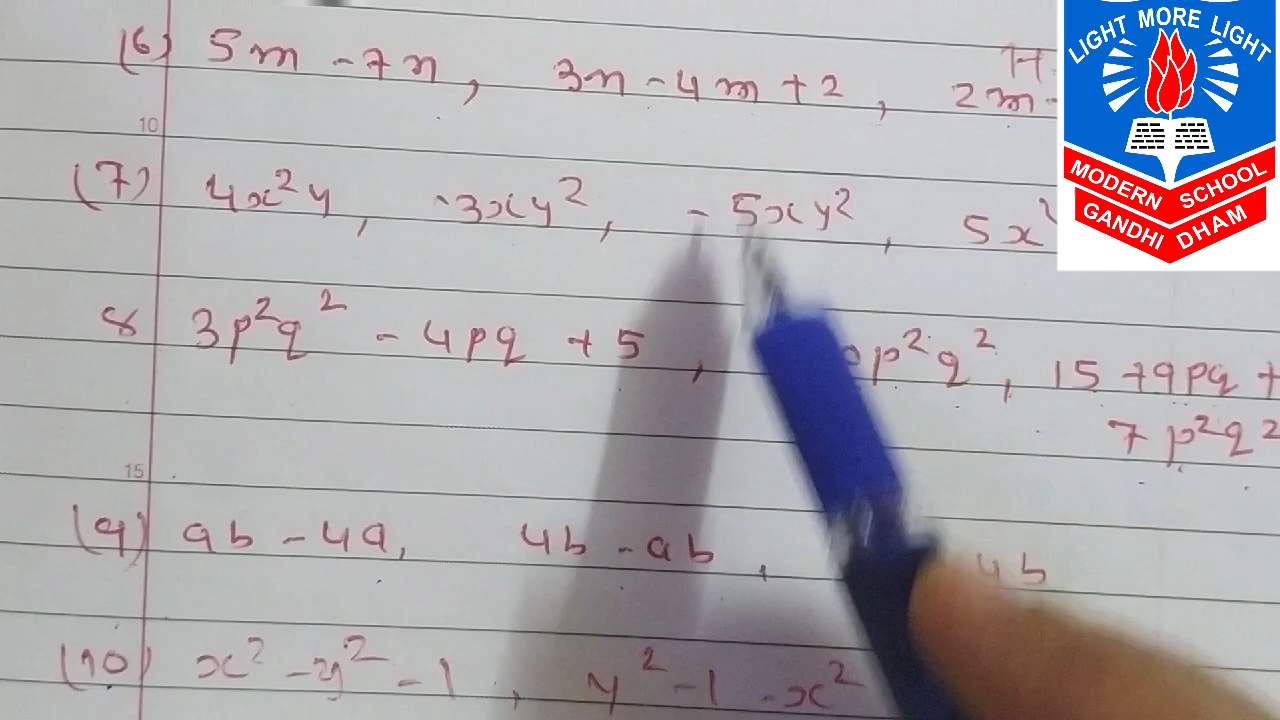 LIGHT MORE LIGHT
MODERN SCHOOL
GANDHI DHAM
(6) 5m - 7n, 3n - 4m + 2, 2m
10
(7) 4x²y, -3xy², -5xy², 5x²
8 3p²q² - 4pq + 5, p²q², 15 + 9pq +
7p²q²
15
(9) ab - 4a, 4b - ab, 4b
(10) x² - y² - 1, y² - 1 - x²